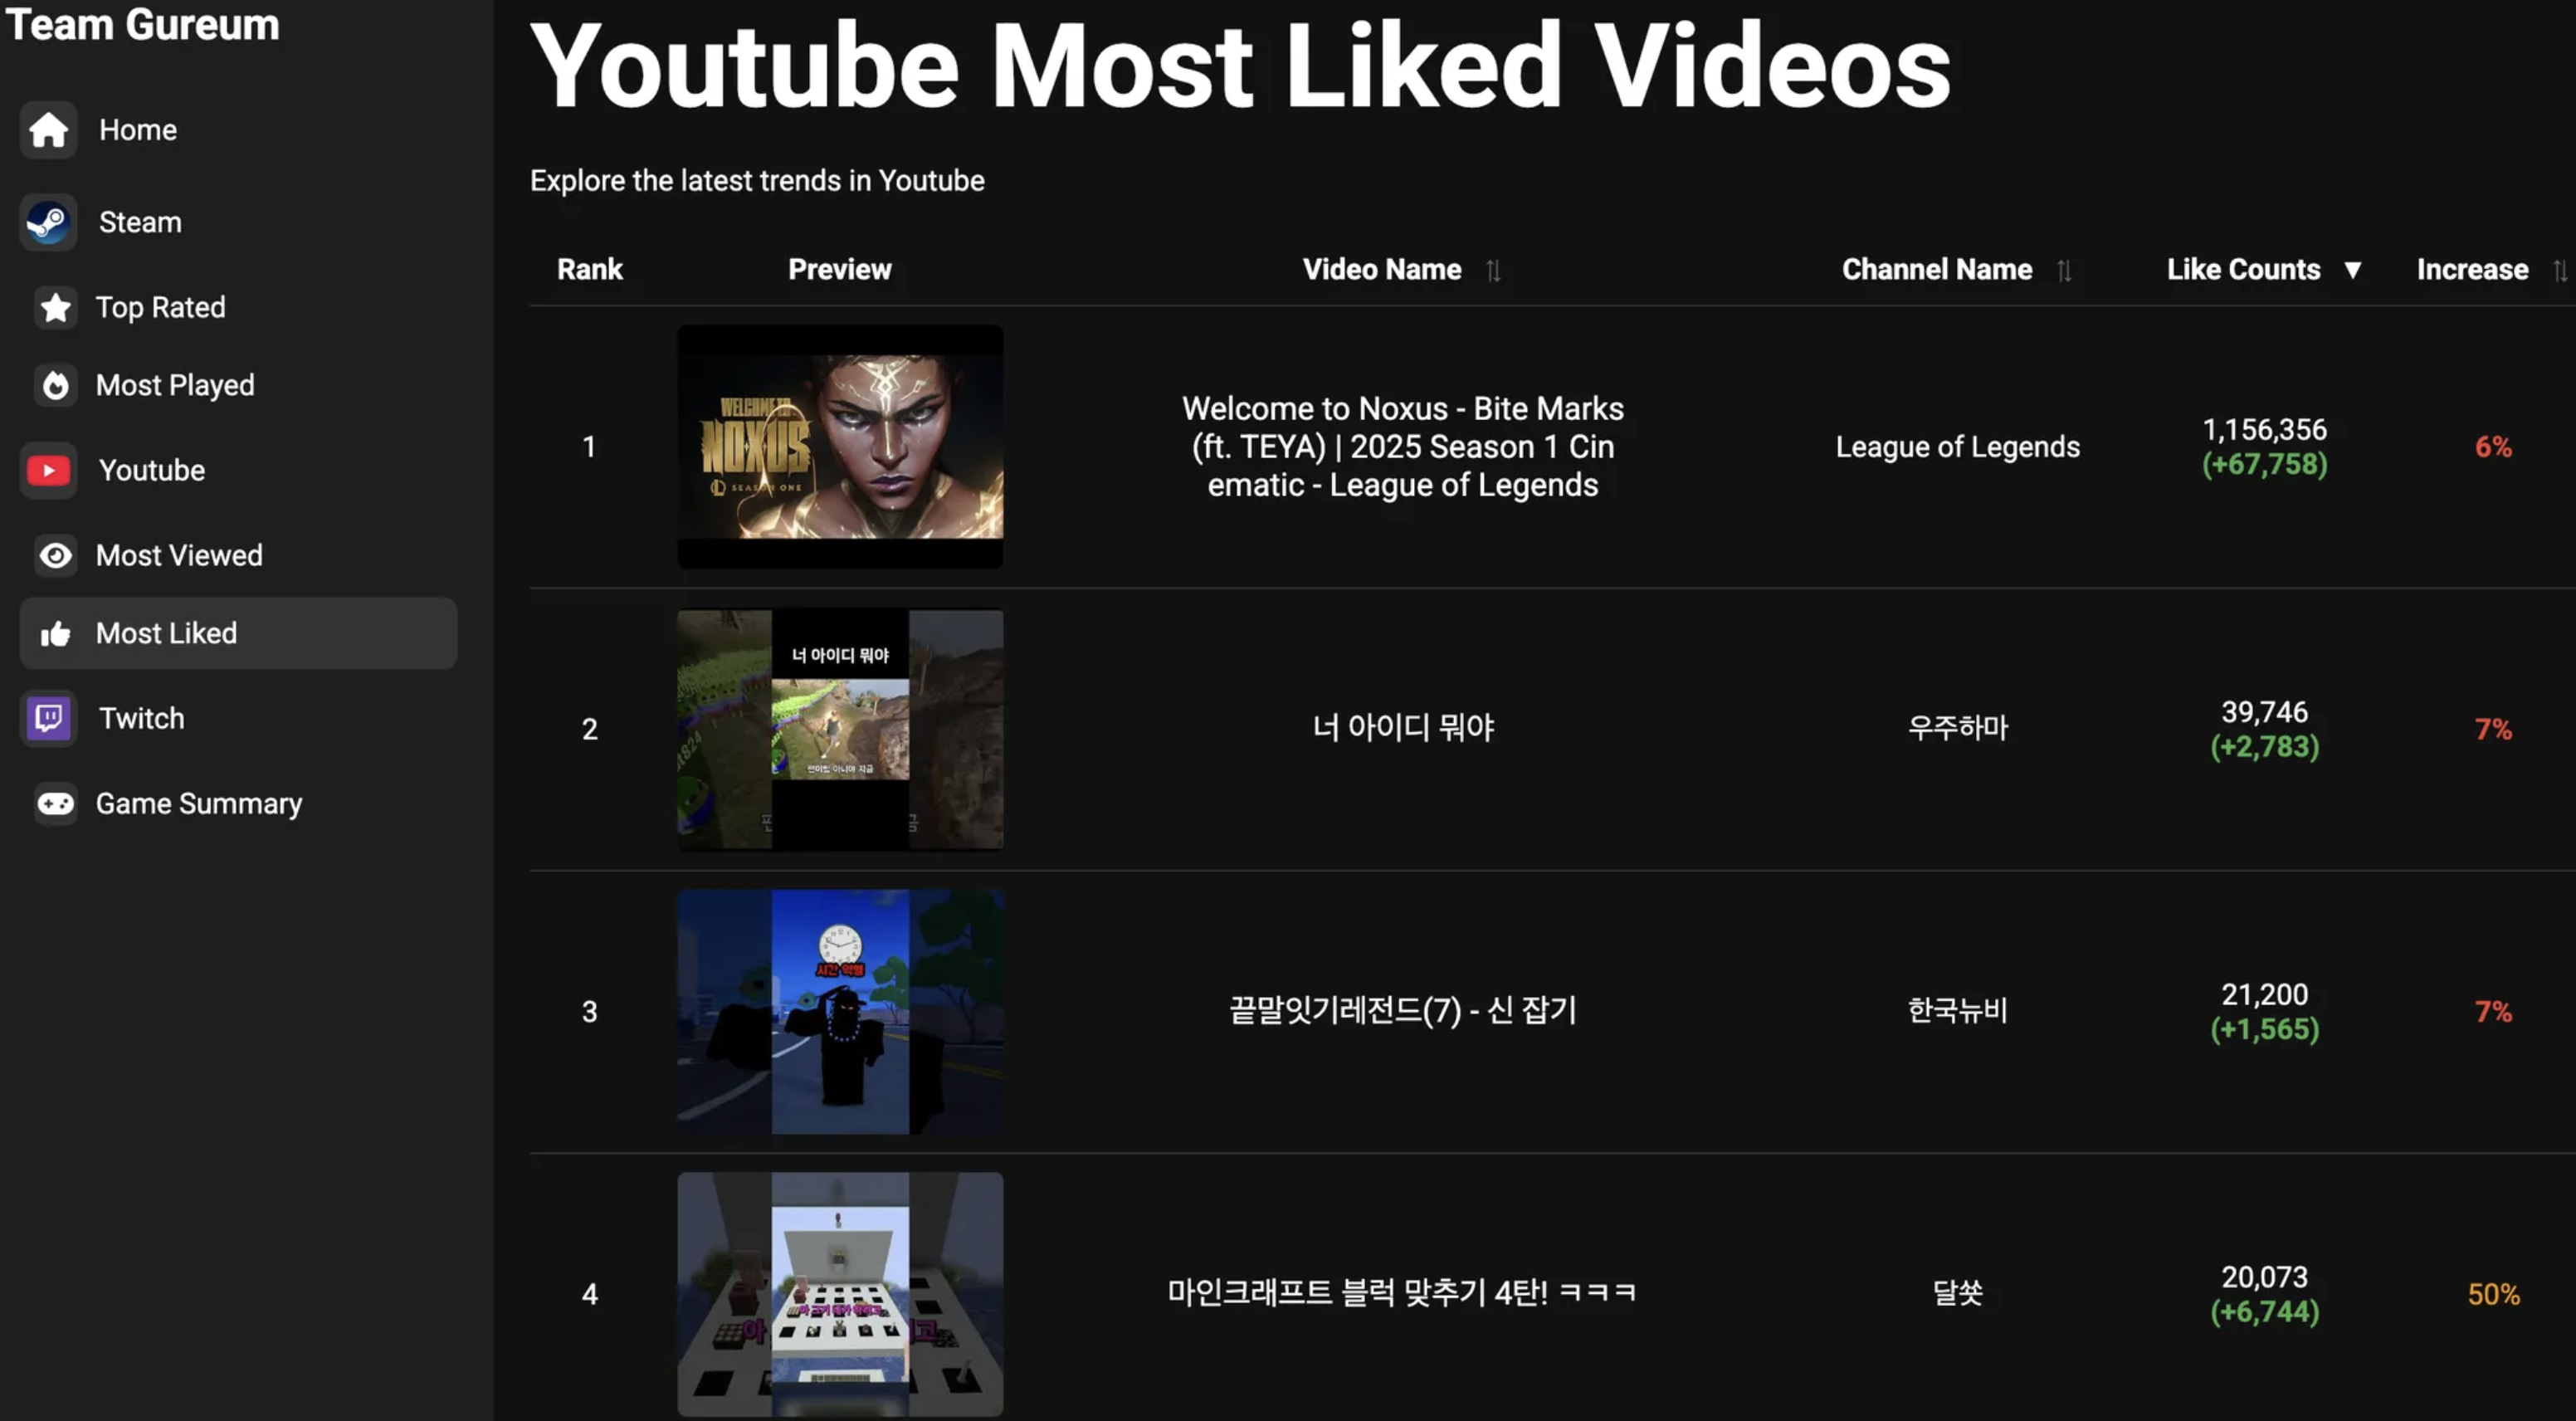 Team Gureum
Home
Steam
Top Rated
Most Played
Youtube
Most Viewed
Most Liked
Twitch
Game Summary
Youtube Most Liked Videos
Explore the latest trends in Youtube
Rank Preview Video Name Channel Name Like Counts Increase
1
WELCOME TO
NOXUS
SEASON ONE
Welcome to Noxus - Bite Marks
(ft. TEYA) | 2025 Season 1 Cin
ematic - League of Legends
League of Legends
1,156,356
(+67,758)
6%
2
너 아이디 뭐야
너 아이디 뭐야
우주하마
39,746
(+2,783)
7%
3
끝말잇기레전드(7) - 신 잡기
한국뉴비
21,200
(+1,565)
7%
4
마인크래프트 블럭 맞추기 4탄! ㅋㅋㅋ
달쏫
20,073
(+6,744)
50%